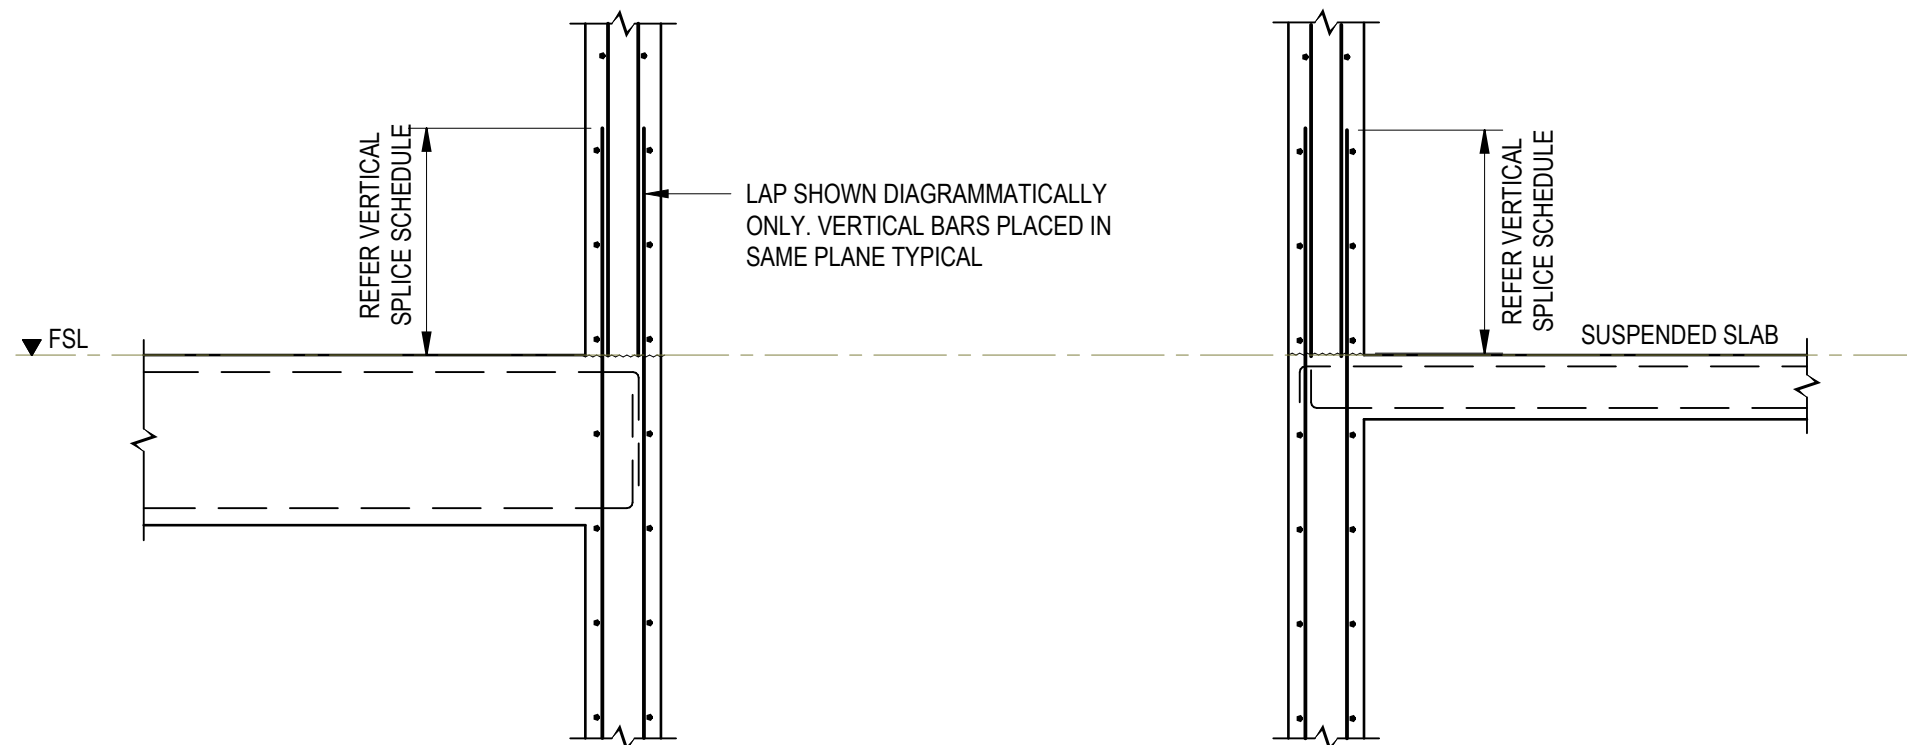 REFER VERTICAL
SPLICE SCHEDULE
LAP SHOWN DIAGRAMMATICALLY
ONLY. VERTICAL BARS PLACED IN
SAME PLANE TYPICAL
REFER VERTICAL
SPLICE SCHEDULE
FSL
SUSPENDED SLAB